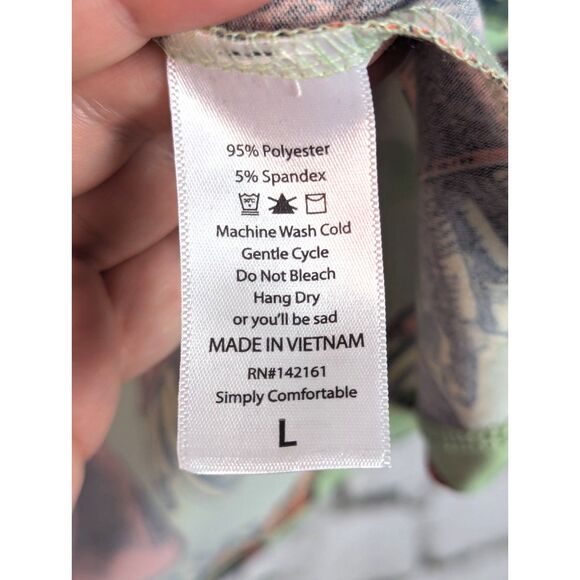 95% Polyester
5% Spandex
30°C
Machine Wash Cold
Gentle Cycle
Do Not Bleach
Hang Dry
or you'll be sad
MADE IN VIETNAM
RN#142161
Simply Comfortable
L